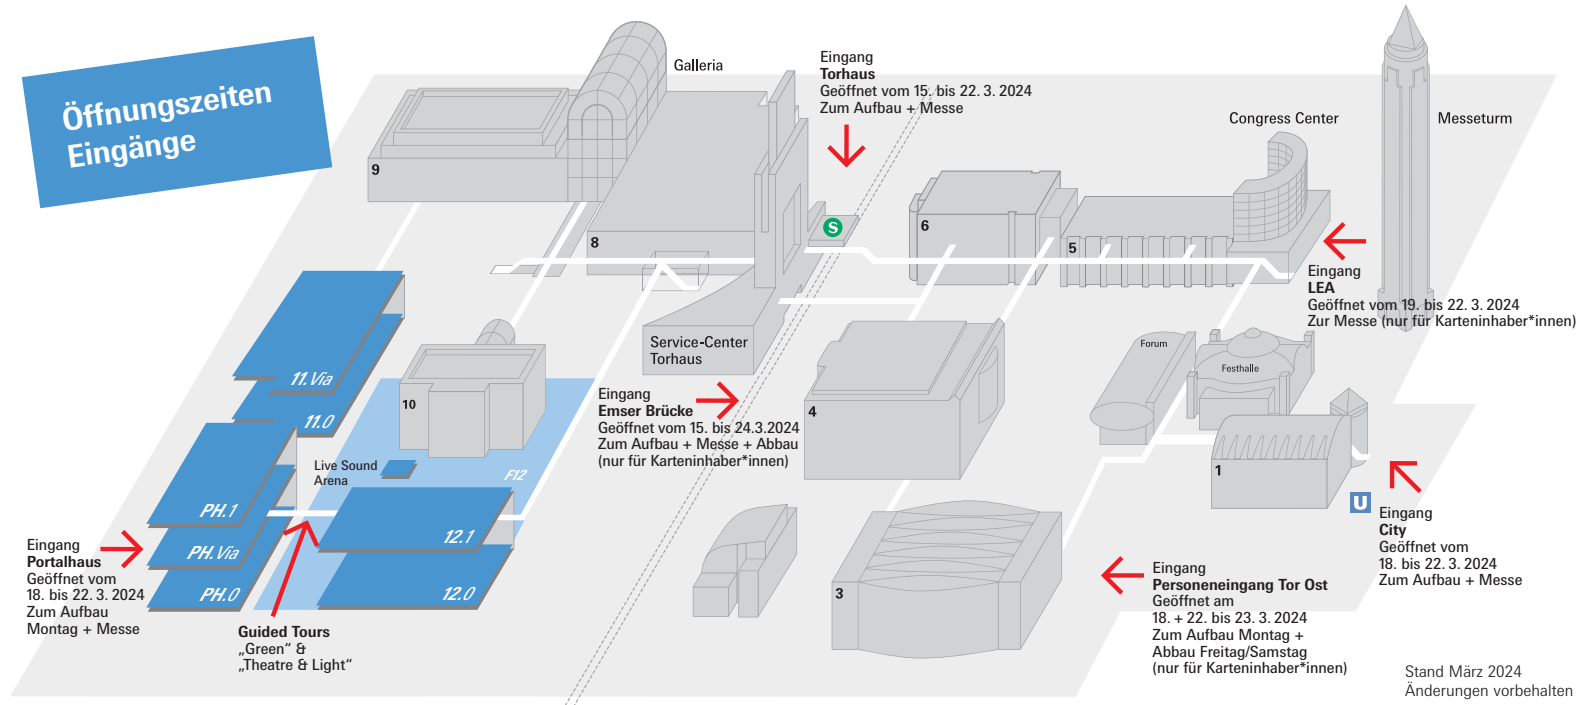 Öffnungszeiten
Eingänge
Galleria
Eingang
Torhaus
Geöffnet vom 15. bis 22. 3. 2024
Zum Aufbau + Messe
Congress Center
Messeturm
9
8
S
6
5
Eingang
LEA
Geöffnet vom 19. bis 22. 3. 2024
Zur Messe (nur für Karteninhaber*innen)
11.Via
11.0
10
Service-Center
Torhaus
Eingang
Emser Brücke
Geöffnet vom 15. bis 24.3.2024
Zum Aufbau + Messe + Abbau
(nur für Karteninhaber*innen)
4
Forum
Festhalle
1
U
Eingang
City
Geöffnet vom
18. bis 22. 3. 2024
Zum Aufbau + Messe
Live Sound
Arena
F12
PH.1
PH.Via
PH.0
12.1
12.0
Eingang
Portalhaus
Geöffnet vom
18. bis 22. 3. 2024
Zum Aufbau
Montag + Messe
Guided Tours
„Green“ &
„Theatre & Light“
3
Eingang
Personeneingang Tor Ost
Geöffnet am
18. + 22. bis 23. 3. 2024
Zum Aufbau Montag +
Abbau Freitag/Samstag
(nur für Karteninhaber*innen)
Stand März 2024
Änderungen vorbehalten